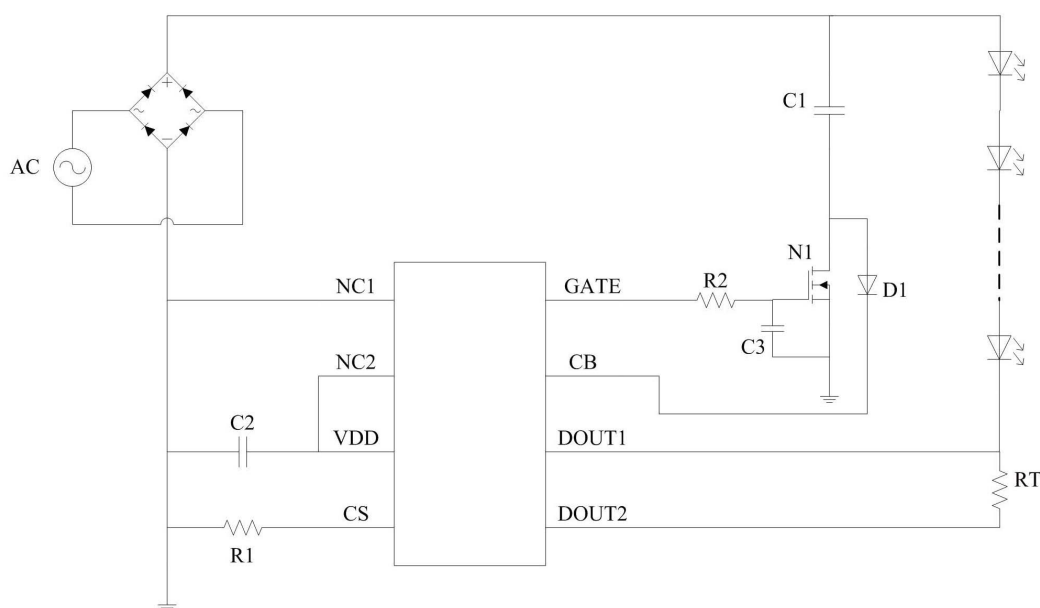 C1
AC
N1
NC1
GATE
R2
D1
C3
NC2
CB
C2
VDD
DOUT1
RT
CS
DOUT2
R1